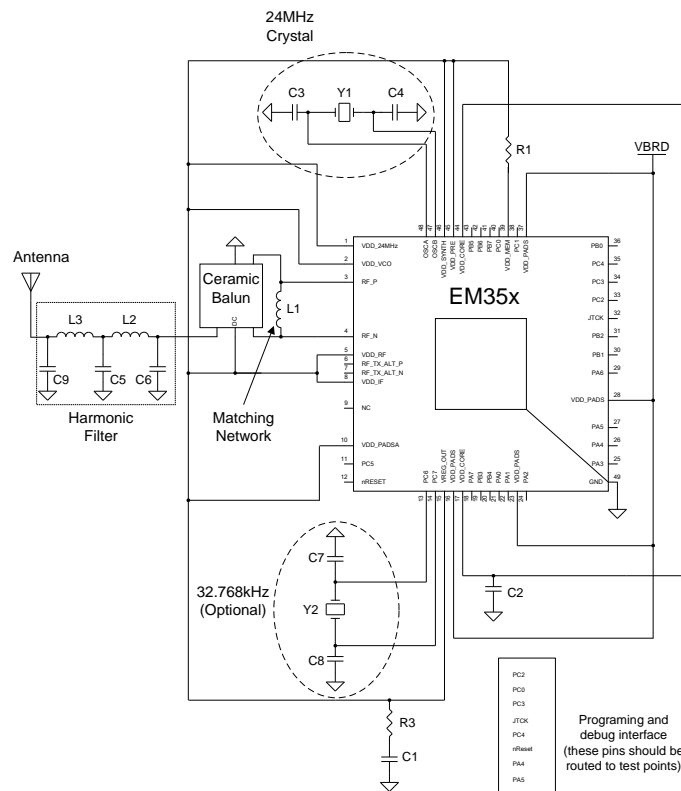 24MHz
Crystal
C3
Y1
C4
R1
VBRD
48
47
46
45
44
43
42
41
40
39
38
37
OSCA
OSCB
VDD_SYNTH
VDD_PRE
VDD_CORE
PB5
PB6
PB7
PC0
VDD_MEM
PC1
VDD_PADS
Antenna
Ceramic
Balun
DC
L1
L3
L2
C9
C5
C6
Harmonic
Filter
Matching
Network
EM35x
1 VDD_24MHz
2 VDD_VCO
3 RF_P
4 RF_N
5 VDD_RF
6 RF_TX_ALT_P
7 RF_TX_ALT_N
8 VDD_IF
9 NC
10 VDD_PADSA
11 PC5
12 nRESET
PB0 36
PC4 35
PC3 34
PC2 33
JTCK 32
PB2 31
PB1 30
PA6 29
VDD_PADS 28
PA5 27
PA4 26
PA3 25
GND 49
PC6
PC7
VREG_OUT
VDD_PADS
VDD_CORE
PA7
PB3
PB4
PA0
PA1
VDD_PADS
PA2
13
14
15
16
17
18
19
20
21
22
23
24
C7
32.768kHz
(Optional)
Y2
C8
C2
R3
C1
PC2
PC0
PC3
JTCK
PC4
nReset
PA4
PA5
Programing and
debug interface
(these pins should be
routed to test points)